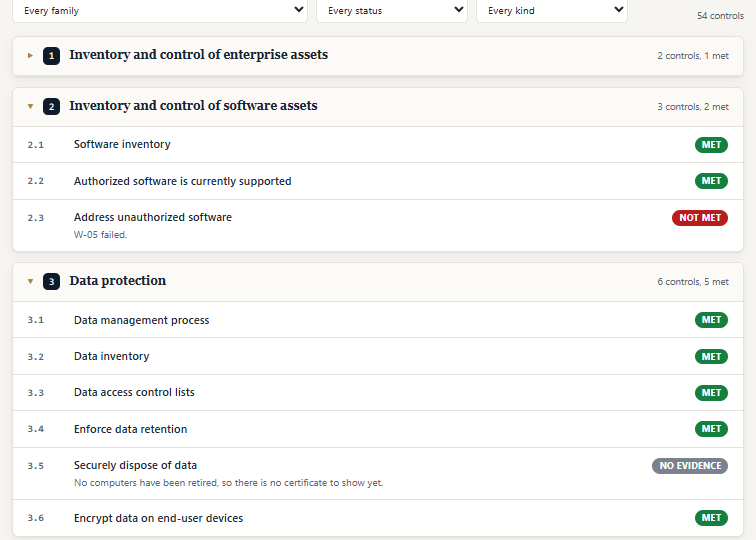 Every family
Every status
Every kind
54 controls
1 Inventory and control of enterprise assets 2 controls, 1 met
2 Inventory and control of software assets 3 controls, 2 met
2.1 Software inventory MET
2.2 Authorized software is currently supported MET
2.3 Address unauthorized software NOT MET
W-05 failed.
3 Data protection 6 controls, 5 met
3.1 Data management process MET
3.2 Data inventory MET
3.3 Data access control lists MET
3.4 Enforce data retention MET
3.5 Securely dispose of data NO EVIDENCE
No computers have been retired, so there is no certificate to show yet.
3.6 Encrypt data on end-user devices MET